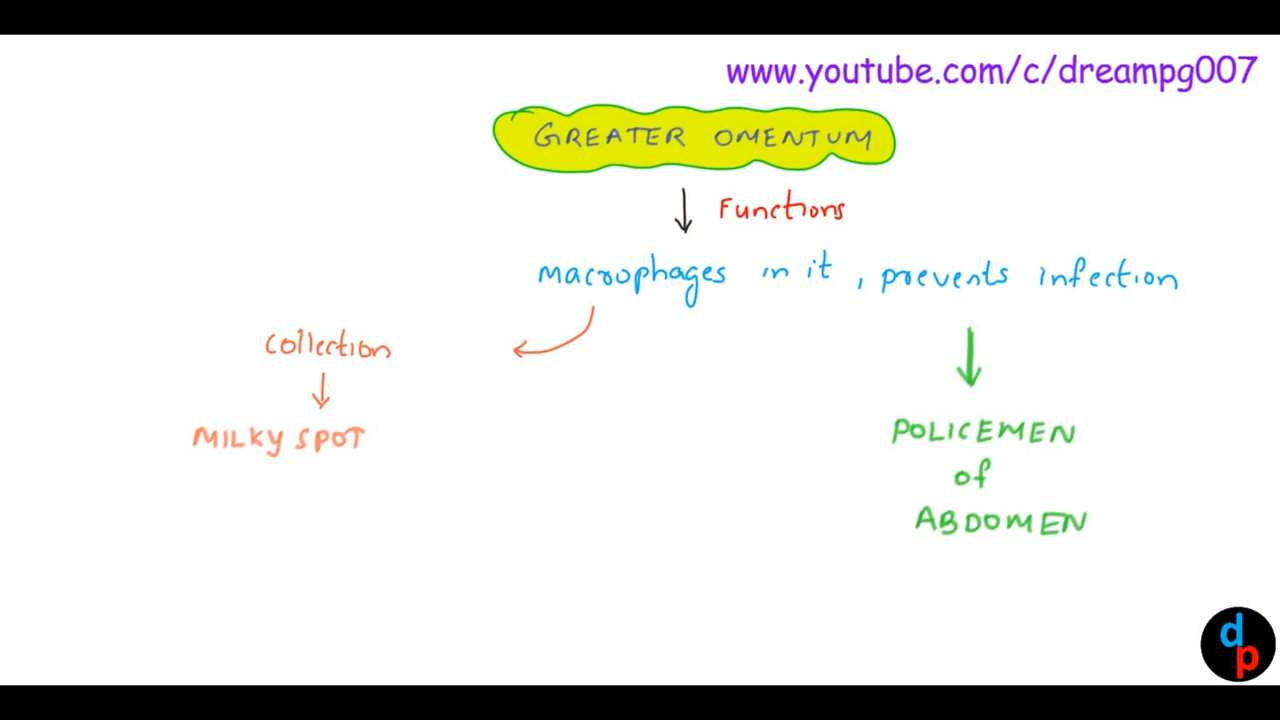 www.youtube.com/c/dreampg007
GREATER OMENTUM
Functions
macrophages in it, prevents infection
collection
MILKY SPOT
POLICEMEN
of
ABDOMEN
dp